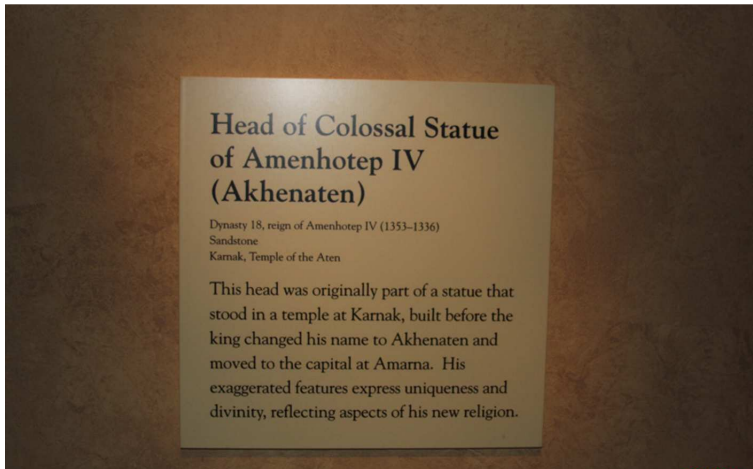 Head of Colossal Statue
of Amenhotep IV
(Akhenaten)
Dynasty 18, reign of Amenhotep IV (1353–1336)
Sandstone
Karnak, Temple of the Aten
This head was originally part of a statue that
stood in a temple at Karnak, built before the
king changed his name to Akhenaten and
moved to the capital at Amarna.  His
exaggerated features express uniqueness and
divinity, reflecting aspects of his new religion.